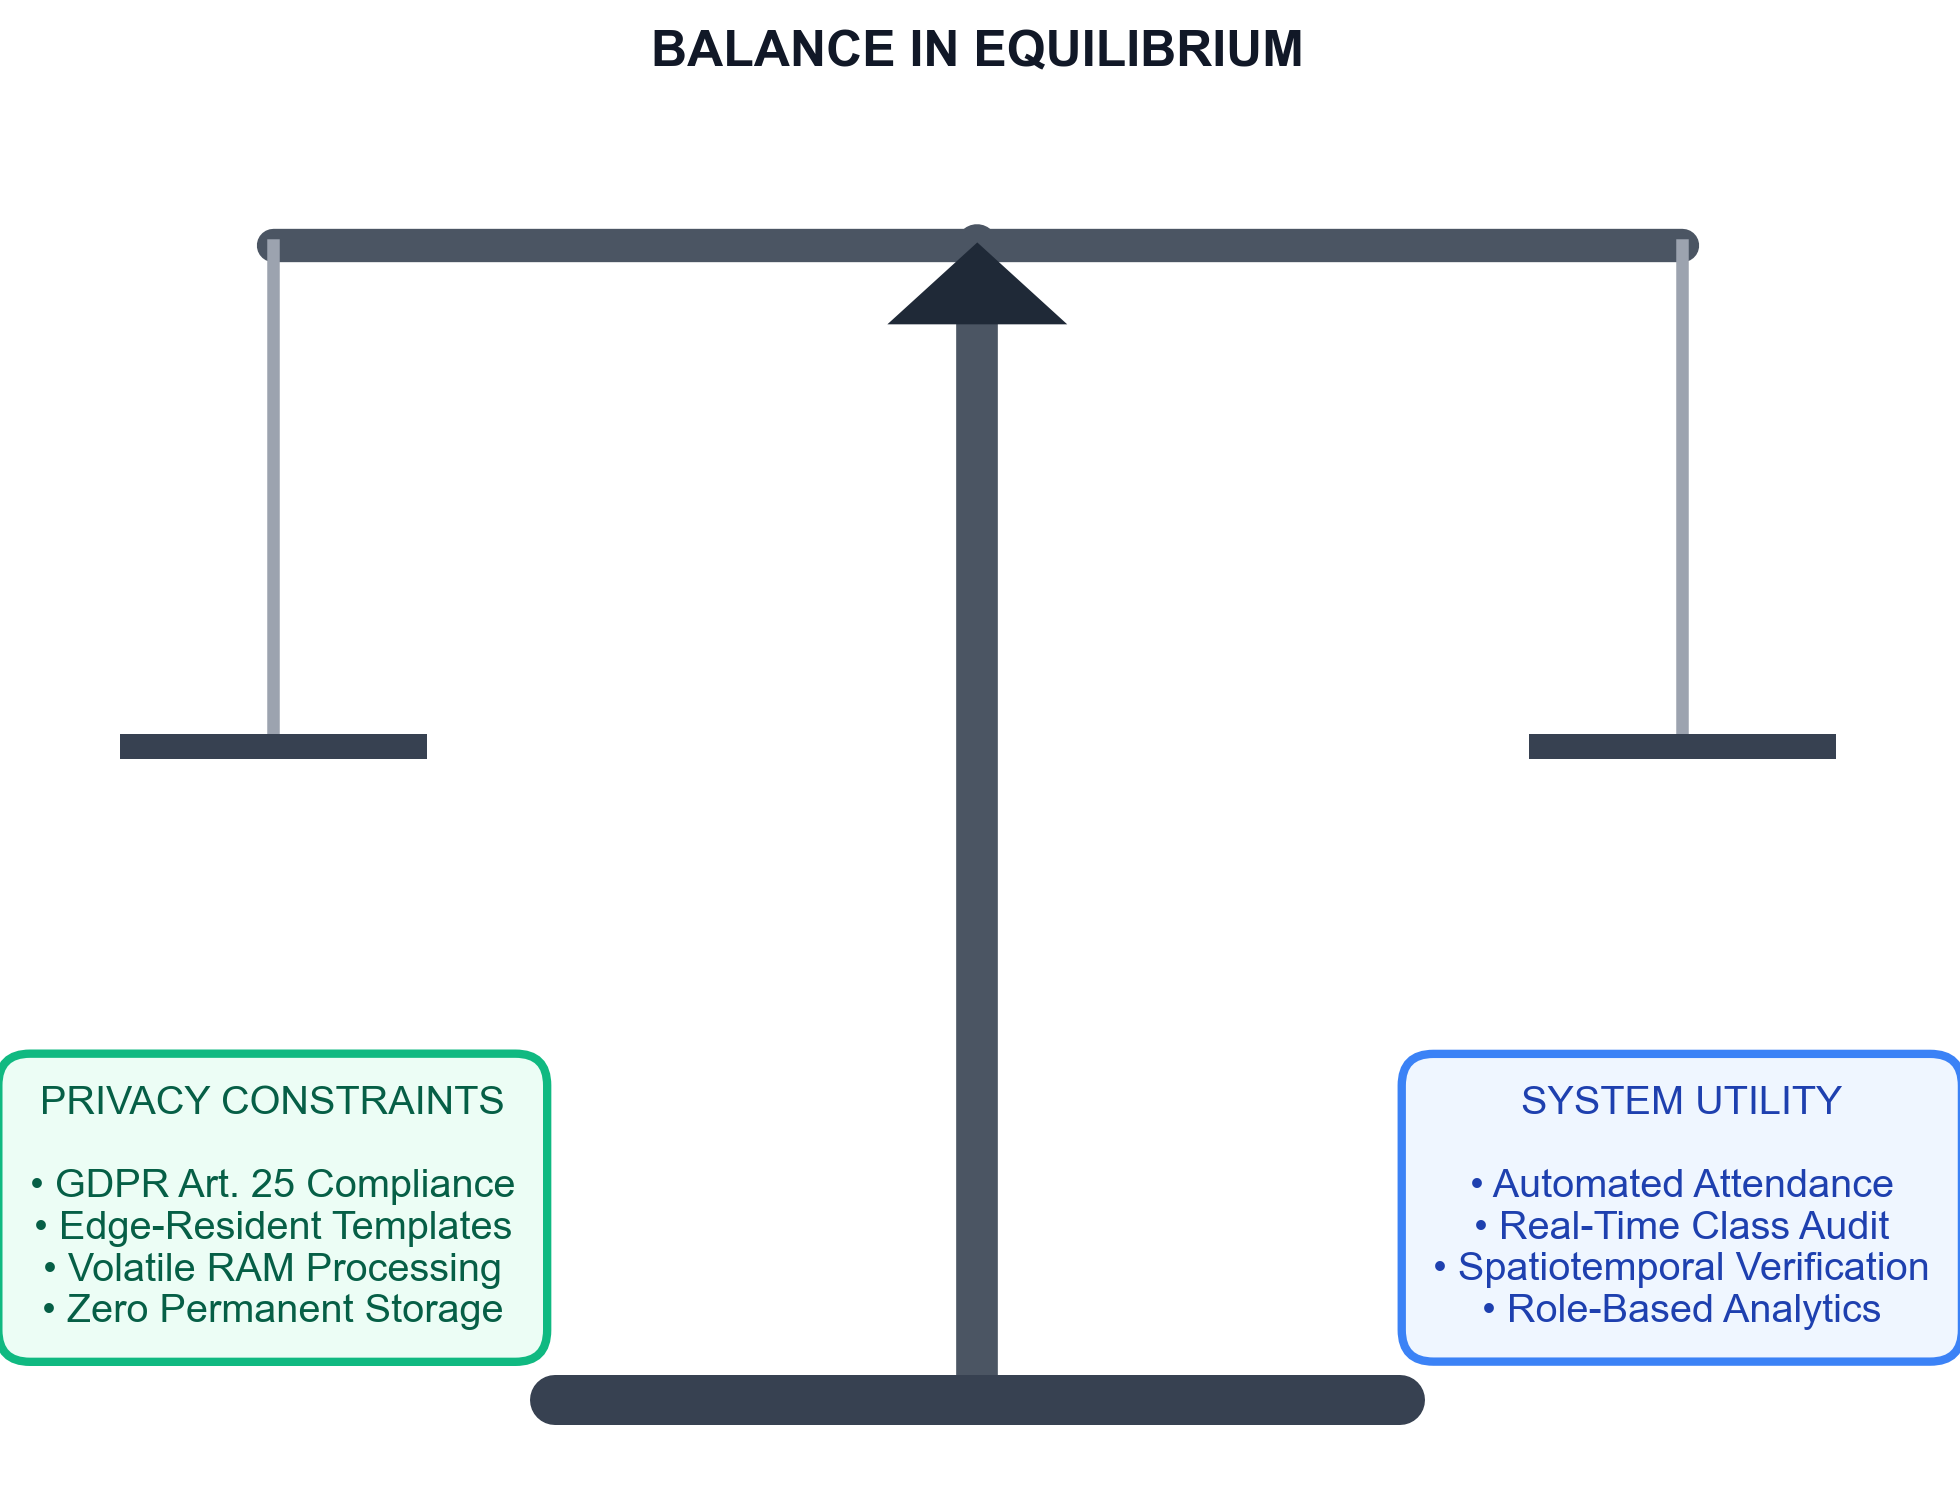 BALANCE IN EQUILIBRIUM
PRIVACY CONSTRAINTS
• GDPR Art. 25 Compliance
• Edge-Resident Templates
• Volatile RAM Processing
• Zero Permanent Storage
SYSTEM UTILITY
• Automated Attendance
• Real-Time Class Audit
• Spatiotemporal Verification
• Role-Based Analytics